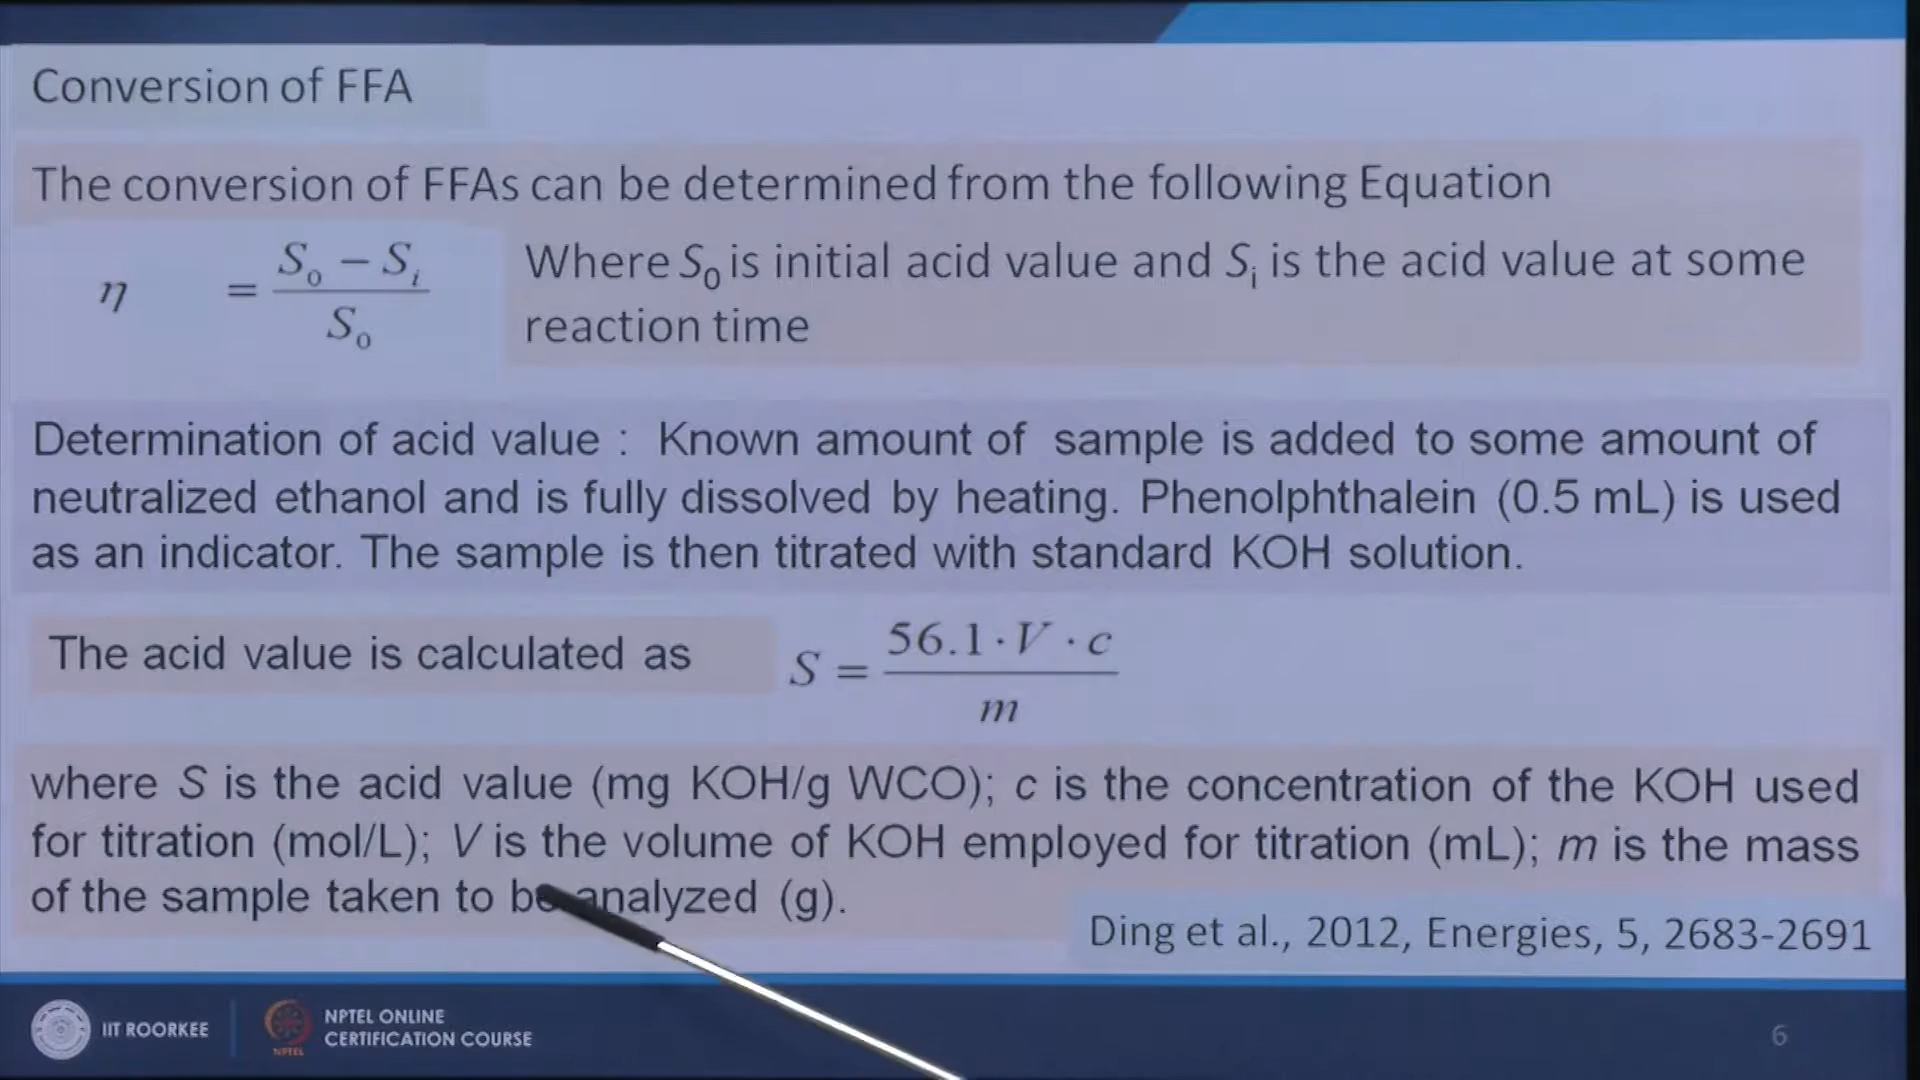 Conversion of FFA
The conversion of FFAs can be determined from the following Equation
η = (S₀ − Sᵢ) / S₀
Where S₀ is initial acid value and Sᵢ is the acid value at some
reaction time
Determination of acid value : Known amount of sample is added to some amount of
neutralized ethanol and is fully dissolved by heating. Phenolphthalein (0.5 mL) is used
as an indicator. The sample is then titrated with standard KOH solution.
The acid value is calculated as S = (56.1 · V · c) / m
where S is the acid value (mg KOH/g WCO); c is the concentration of the KOH used
for titration (mol/L); V is the volume of KOH employed for titration (mL); m is the mass
of the sample taken to be analyzed (g).
Ding et al., 2012, Energies, 5, 2683-2691
IIT ROORKEE
NPTEL
NPTEL ONLINE
CERTIFICATION COURSE
6